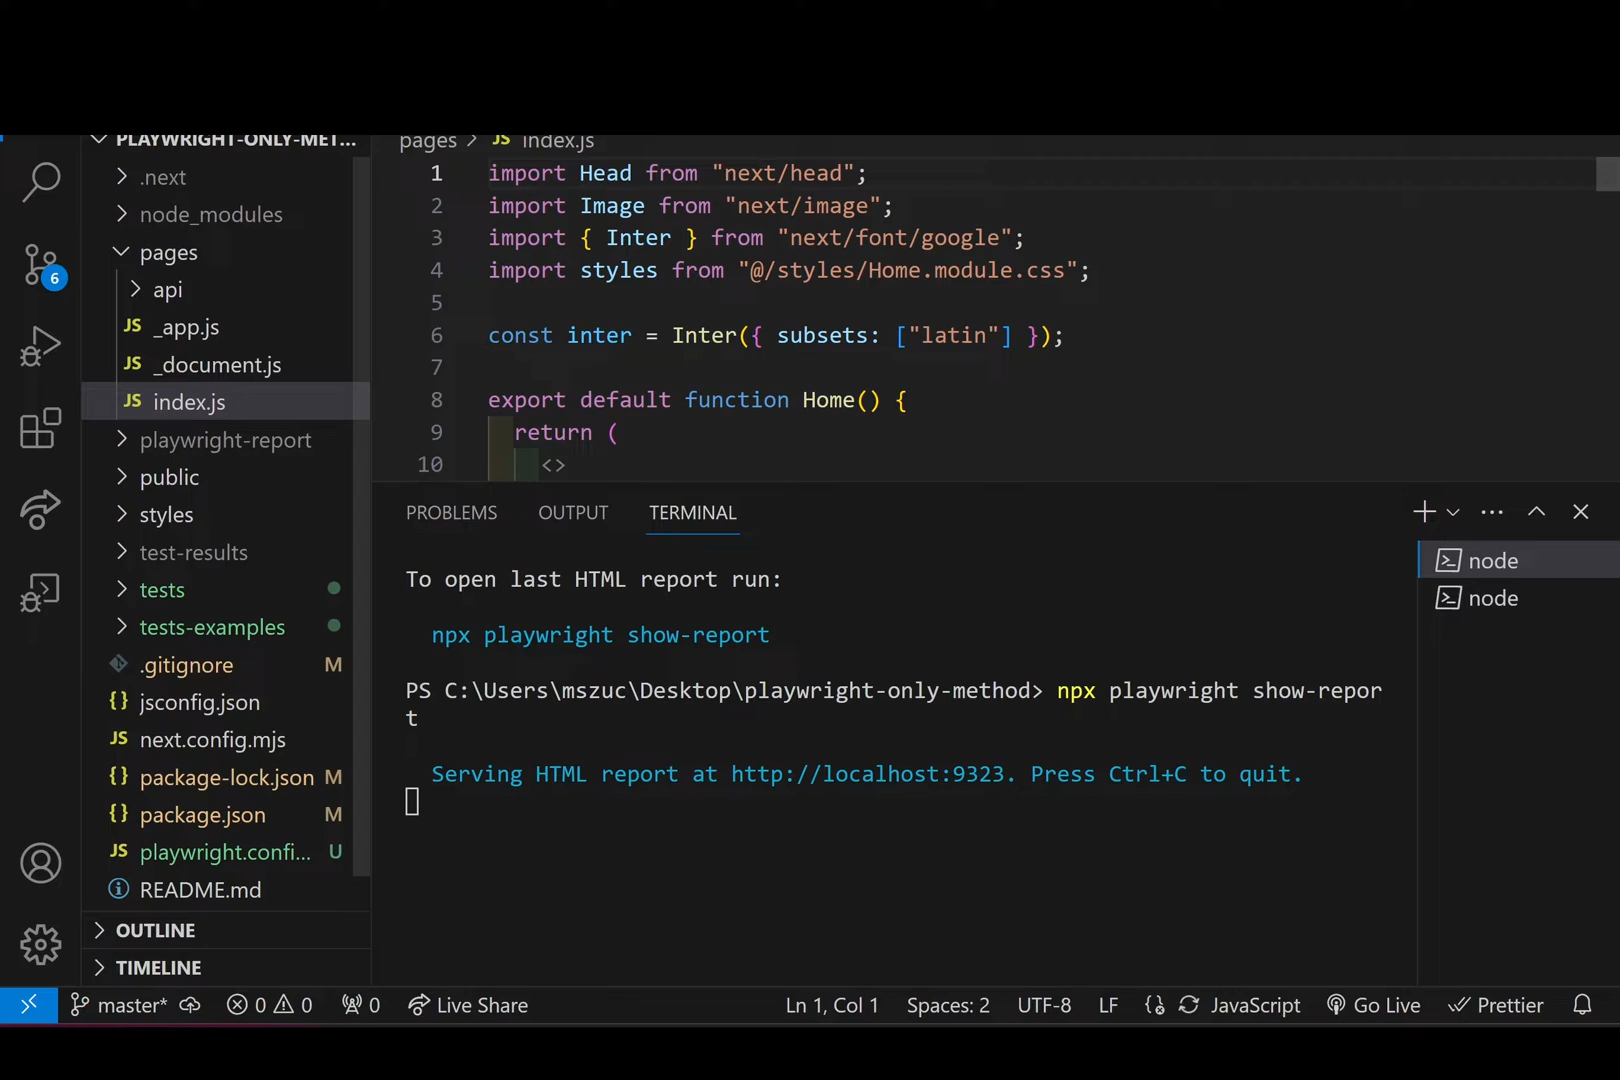 PLAYWRIGHT-ONLY-MET...
.next
node_modules
pages
api
JS _app.js
JS _document.js
JS index.js
playwright-report
public
styles
test-results
tests
tests-examples
.gitignore M
{} jsconfig.json
JS next.config.mjs
{} package-lock.json M
{} package.json M
JS playwright.confi... U
README.md
OUTLINE
TIMELINE
6
pages > JS index.js
1 import Head from "next/head";
2 import Image from "next/image";
3 import { Inter } from "next/font/google";
4 import styles from "@/styles/Home.module.css";
5
6 const inter = Inter({ subsets: ["latin"] });
7
8 export default function Home() {
9 return (
10 <>
PROBLEMS OUTPUT TERMINAL
To open last HTML report run:
npx playwright show-report
PS C:\Users\mszuc\Desktop\playwright-only-method> npx playwright show-repor
t
Serving HTML report at http://localhost:9323. Press Ctrl+C to quit.
node
node
master* 0 0 0 Live Share Ln 1, Col 1 Spaces: 2 UTF-8 LF {} JavaScript Go Live Prettier